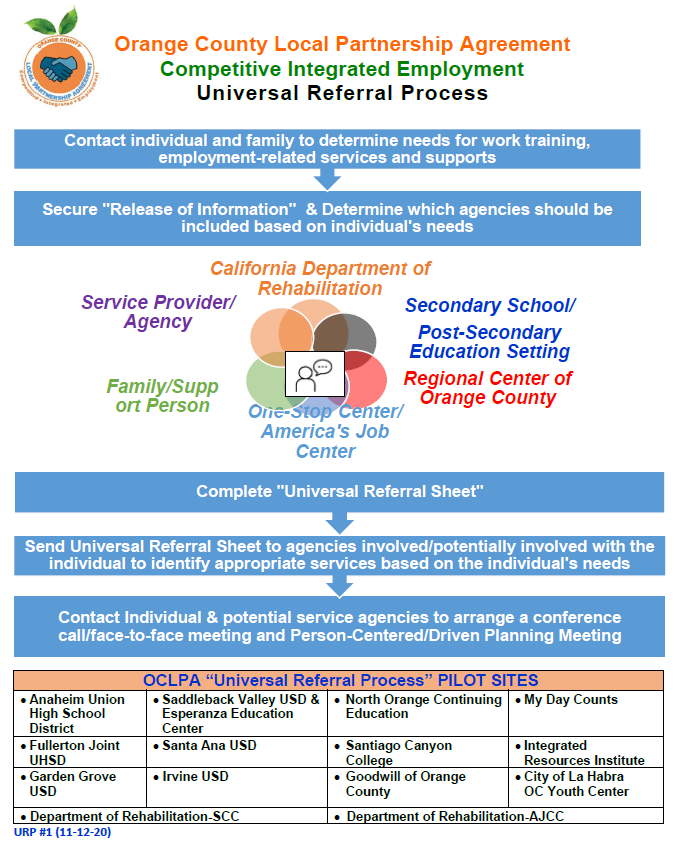 ORANGE COUNTY
LOCAL PARTNERSHIP AGREEMENT
Competitive • Integrated • Employment
Orange County Local Partnership Agreement
Competitive Integrated Employment
Universal Referral Process
Contact individual and family to determine needs for work training,
employment-related services and supports
Secure "Release of Information" & Determine which agencies should be
included based on individual's needs
California Department of
Rehabilitation
Service Provider/
Agency
Secondary School/
Post-Secondary
Education Setting
Family/Supp
ort Person
Regional Center of
Orange County
One-Stop Center/
America's Job
Center
Complete "Universal Referral Sheet"
Send Universal Referral Sheet to agencies involved/potentially involved with the
individual to identify appropriate services based on the individual's needs
Contact Individual & potential service agencies to arrange a conference
call/face-to-face meeting and Person-Centered/Driven Planning Meeting
OCLPA “Universal Referral Process” PILOT SITES
• Anaheim Union
High School
District
• Saddleback Valley USD &
Esperanza Education
Center
• North Orange Continuing
Education
• My Day Counts
• Fullerton Joint
UHSD
• Santa Ana USD
• Santiago Canyon
College
• Integrated
Resources Institute
• Garden Grove
USD
• Irvine USD
• Goodwill of Orange
County
• City of La Habra
OC Youth Center
• Department of Rehabilitation-SCC
• Department of Rehabilitation-AJCC
URP #1 (11-12-20)